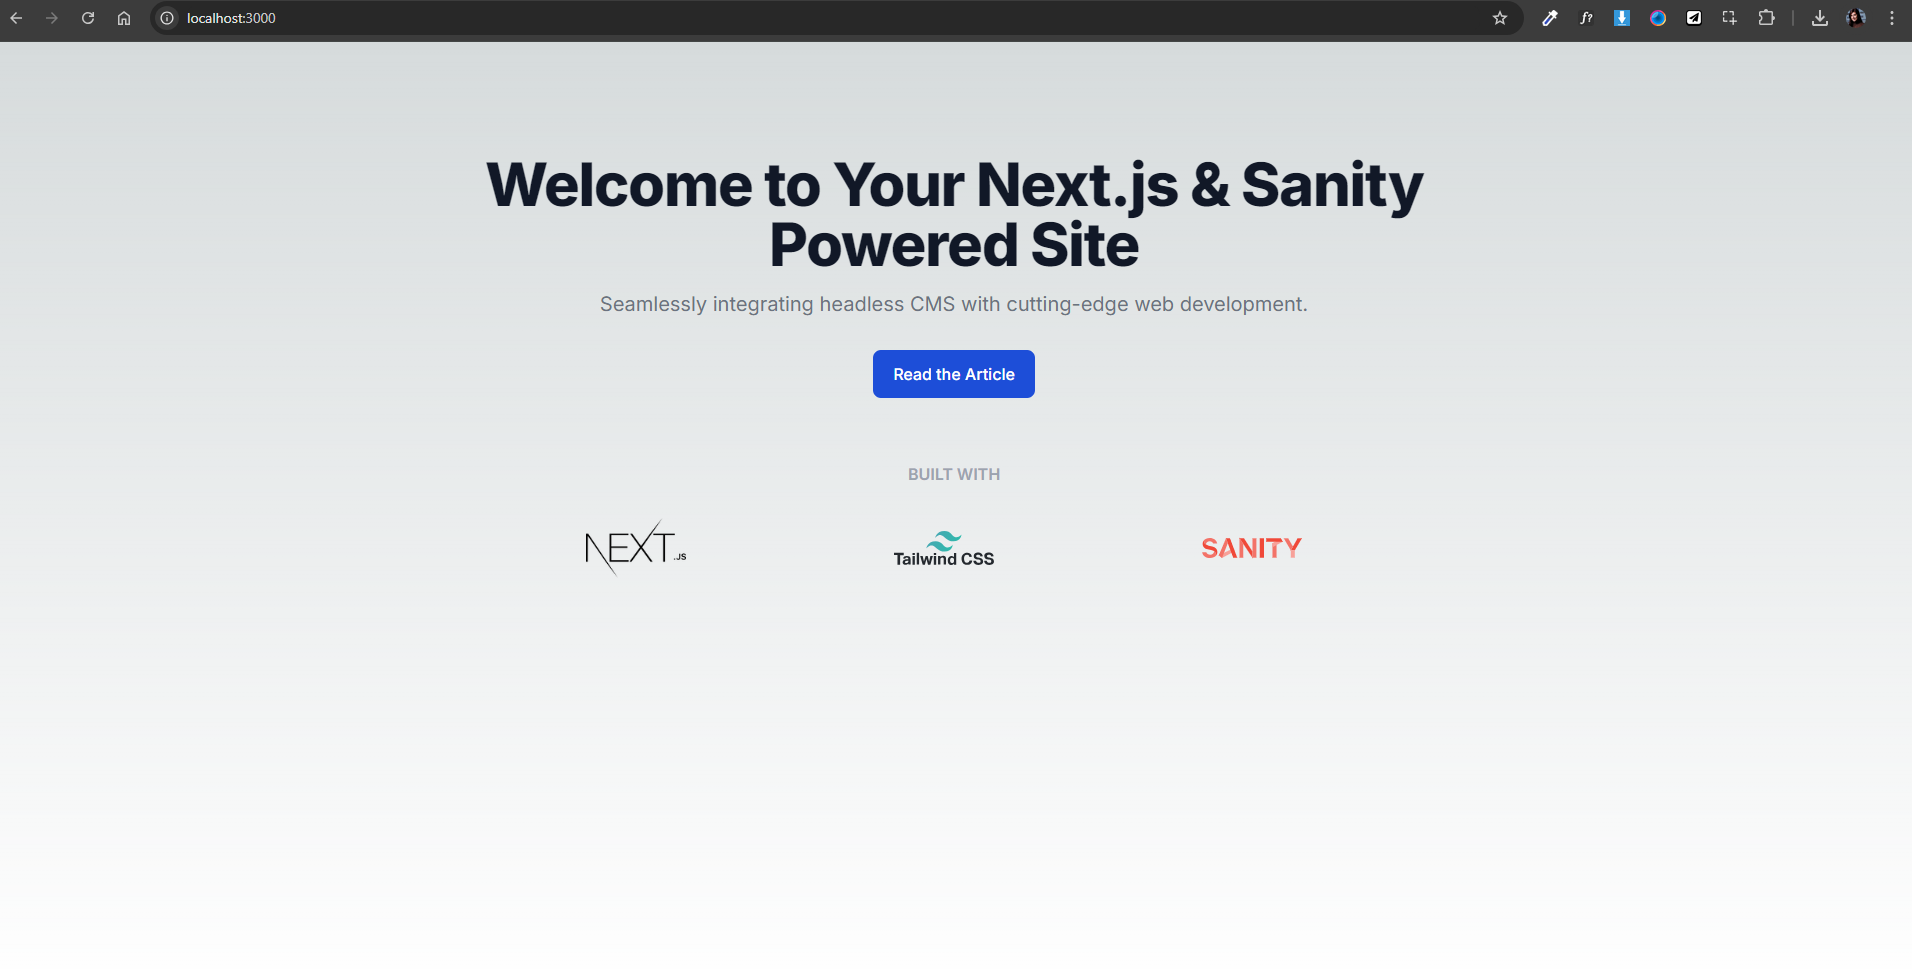 localhost:3000
f?
Welcome to Your Next.js & Sanity
Powered Site
Seamlessly integrating headless CMS with cutting-edge web development.
Read the Article
BUILT WITH
NEXT.JS
Tailwind CSS
SANITY